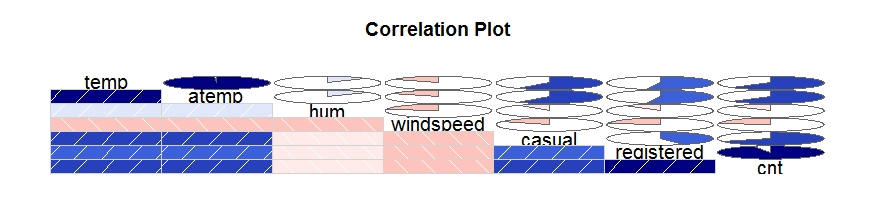 Correlation Plot
temp
atemp
hum
windspeed
casual
registered
cnt